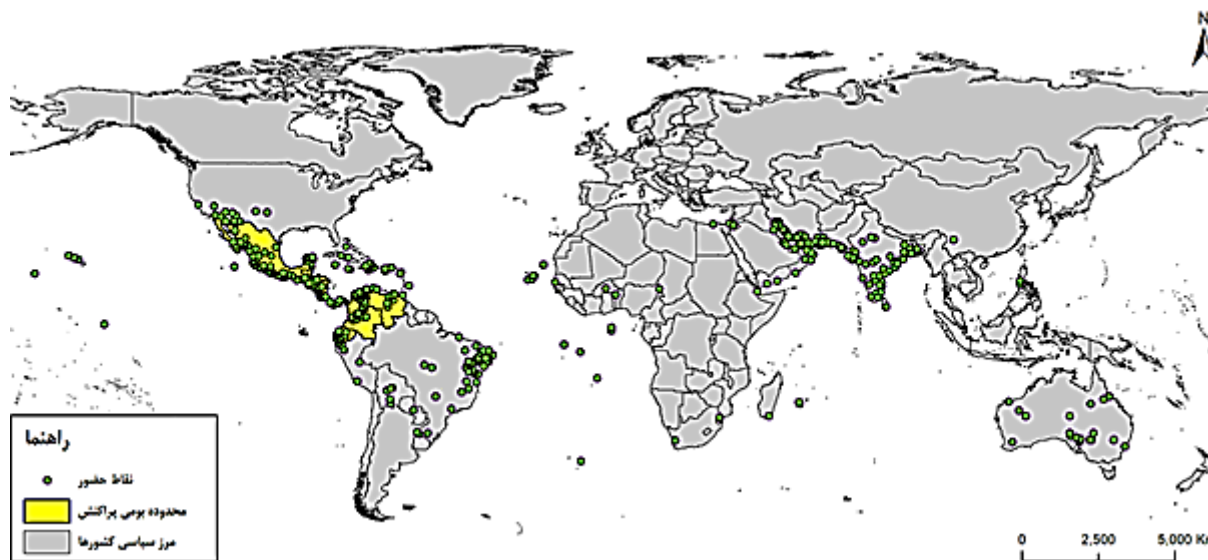 N
راهنما
نقاط حضور
محدوده بومی پراکنش
مرز سیاسی کشورها
0 2,500 5,000 K